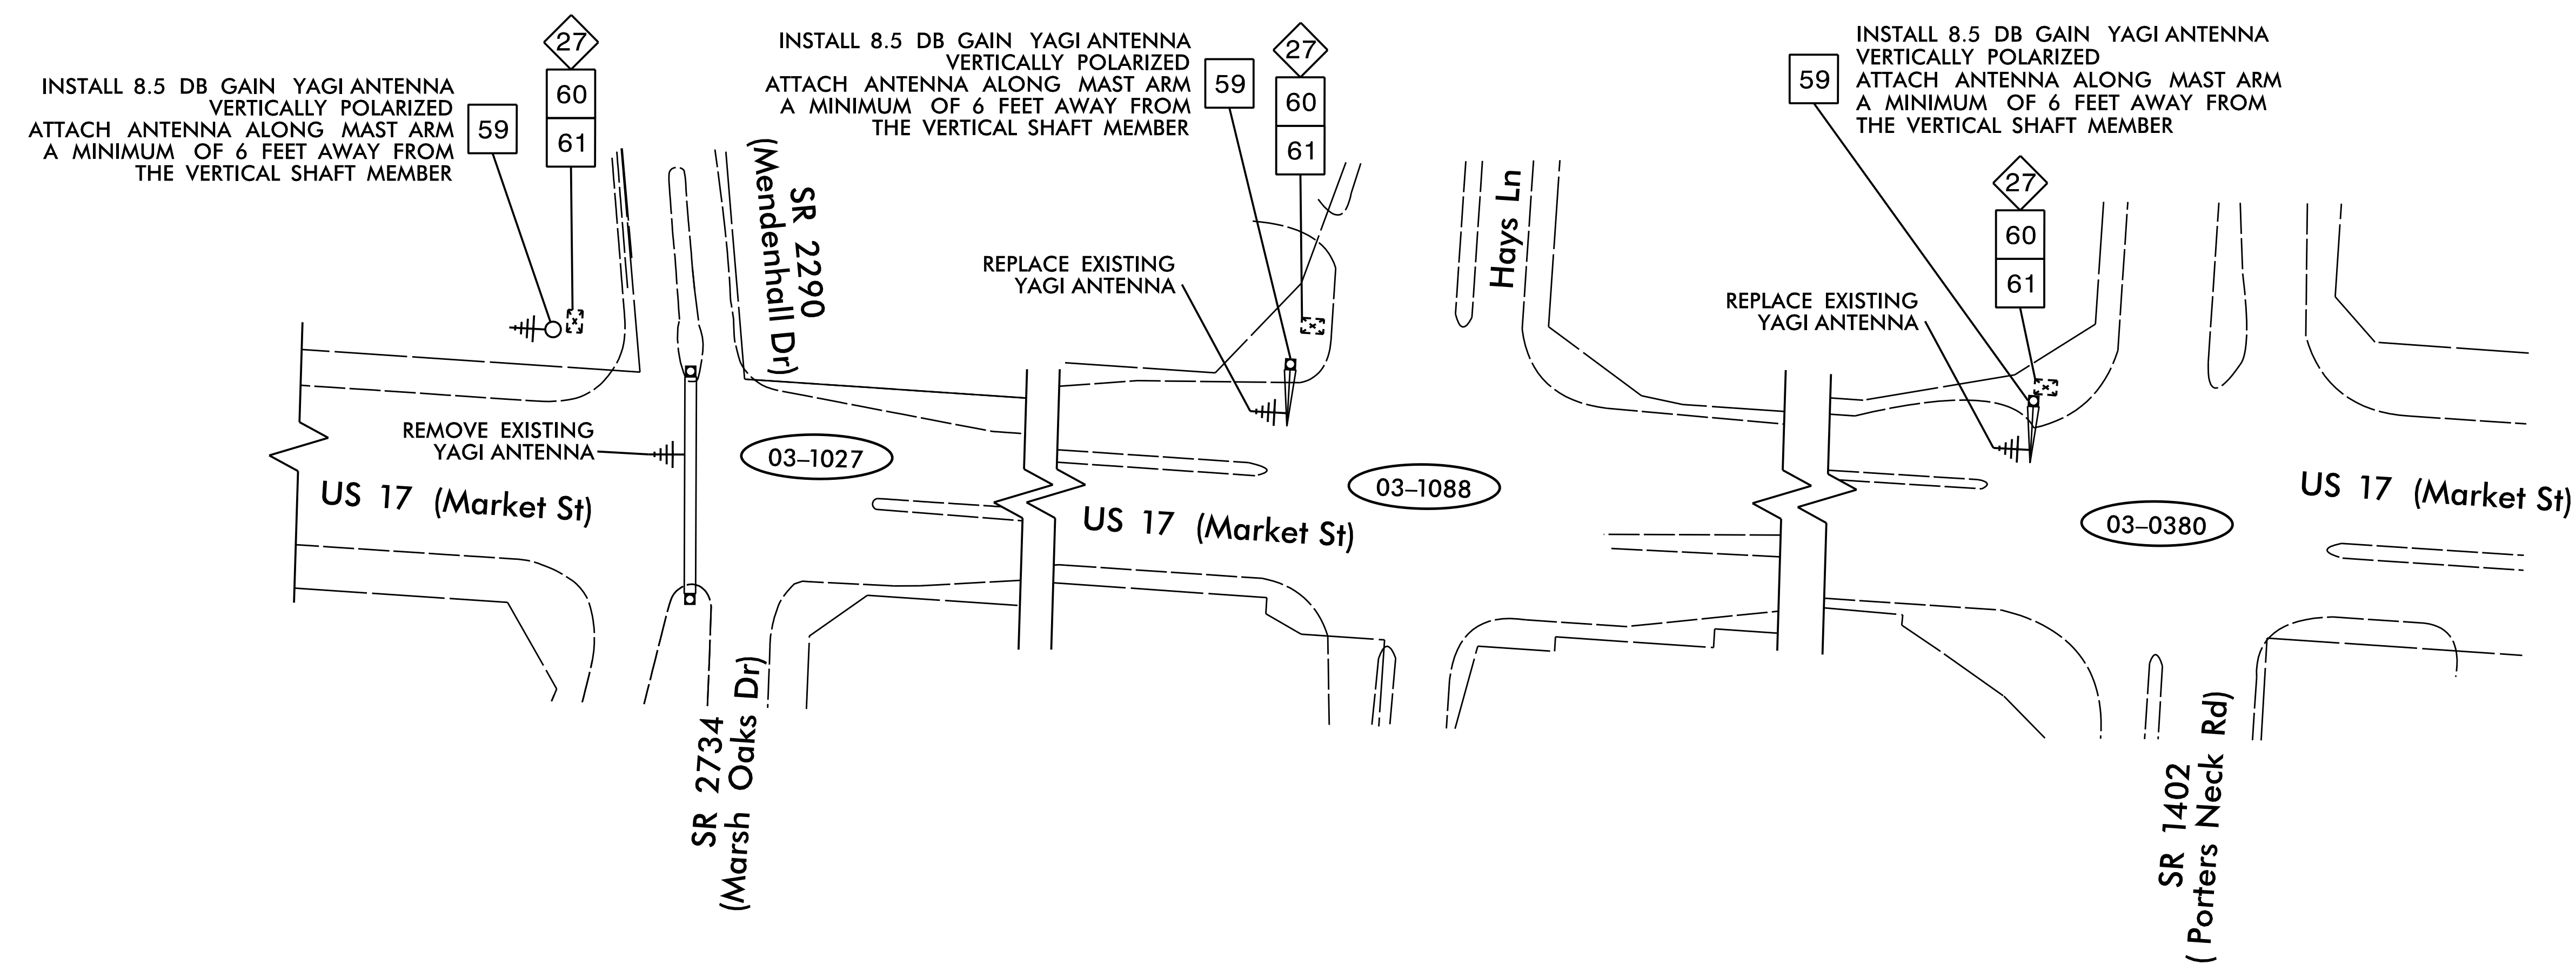 INSTALL 8.5 DB GAIN YAGI ANTENNA
VERTICALLY POLARIZED
ATTACH ANTENNA ALONG MAST ARM
A MINIMUM OF 6 FEET AWAY FROM
THE VERTICAL SHAFT MEMBER
59
27
60
61
SR 2290
(Mendenhall Dr)
REMOVE EXISTING
YAGI ANTENNA
03-1027
US 17 (Market St)
SR 2734
(Marsh Oaks Dr)
INSTALL 8.5 DB GAIN YAGI ANTENNA
VERTICALLY POLARIZED
ATTACH ANTENNA ALONG MAST ARM
A MINIMUM OF 6 FEET AWAY FROM
THE VERTICAL SHAFT MEMBER
59
27
60
61
REPLACE EXISTING
YAGI ANTENNA
Hays Ln
03-1088
US 17 (Market St)
59
INSTALL 8.5 DB GAIN YAGI ANTENNA
VERTICALLY POLARIZED
ATTACH ANTENNA ALONG MAST ARM
A MINIMUM OF 6 FEET AWAY FROM
THE VERTICAL SHAFT MEMBER
27
60
61
REPLACE EXISTING
YAGI ANTENNA
US 17 (Market St)
03-0380
SR 1402
( Porters Neck Rd)